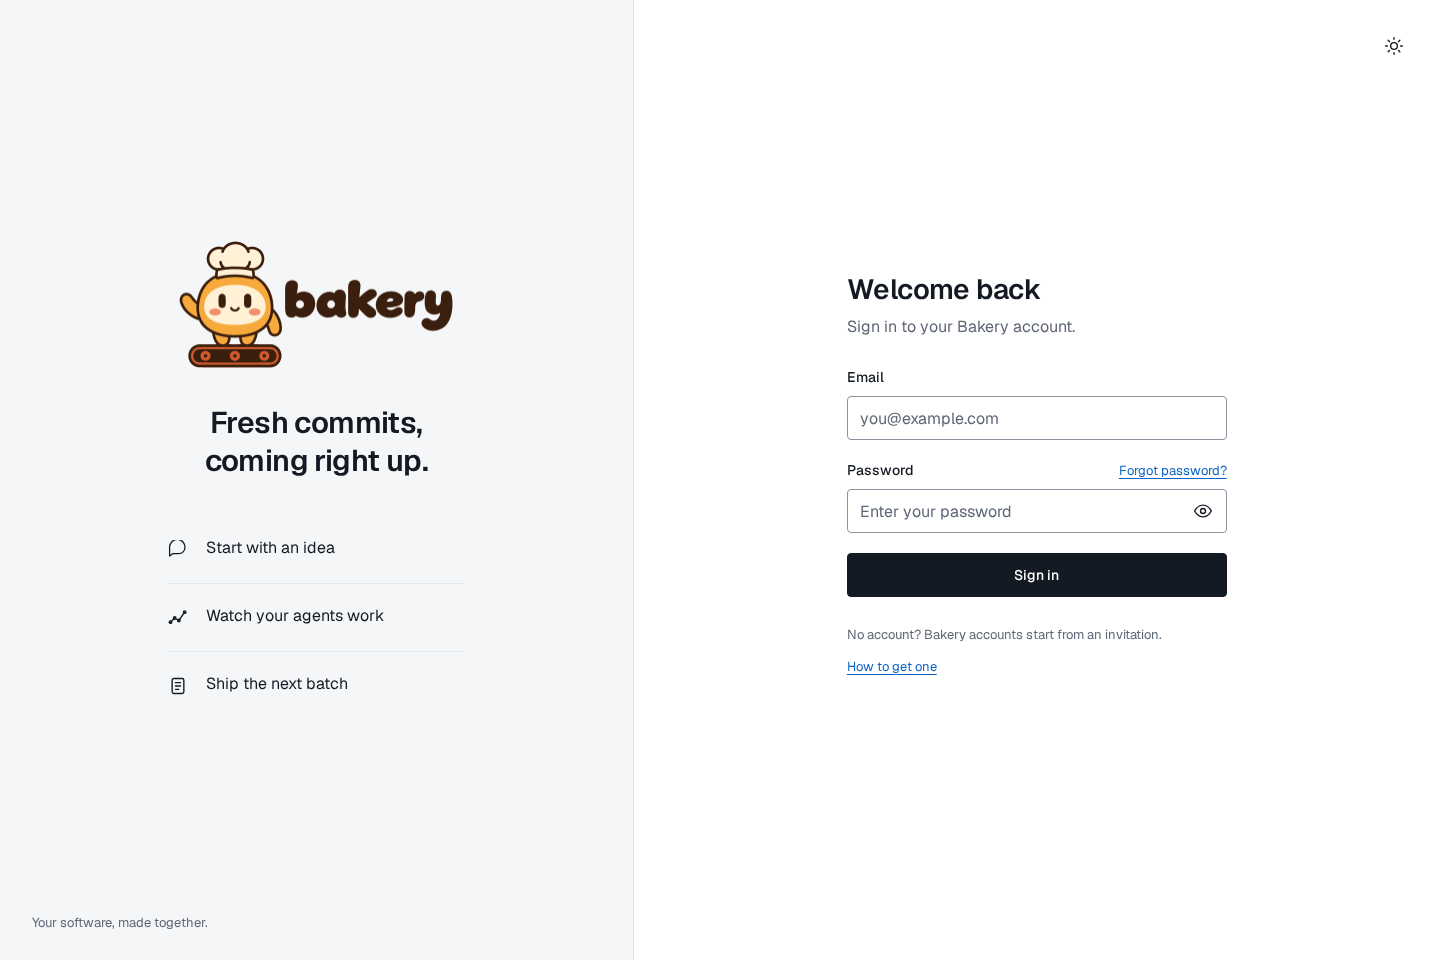 bakery
Fresh commits,
coming right up.
Start with an idea
Watch your agents work
Ship the next batch
Your software, made together.
Welcome back
Sign in to your Bakery account.
Email
you@example.com
Password
Forgot password?
Enter your password
Sign in
No account? Bakery accounts start from an invitation.
How to get one